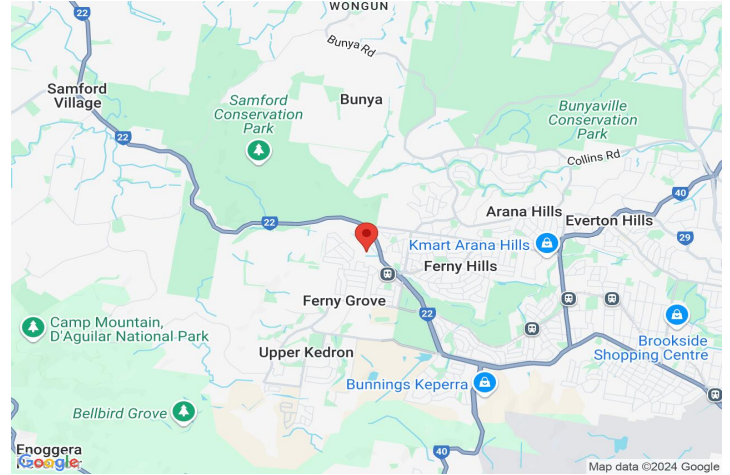 WONGUN
22
Bunya Rd
Samford
Village
Samford
Conservation
Park
Bunya
Bunyaville
Conservation
Park
22
Collins Rd
40
Arana Hills
Everton Hills
22
Kmart Arana Hills
29
Ferny Hills
Ferny Grove
22
Camp Mountain,
D'Aguilar National Park
Upper Kedron
Brookside
Shopping Centre
Bunnings Keperra
Bellbird Grove
Enoggera
40
Google
Map data ©2024 Google